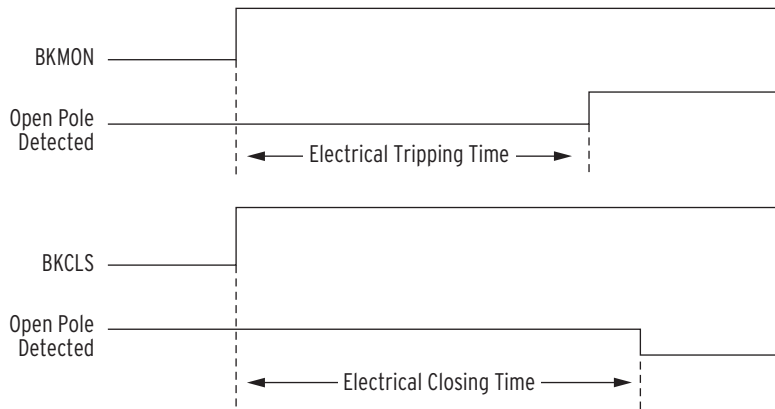 BKMON
Open Pole
Detected
Electrical Tripping Time
BKCLS
Open Pole
Detected
Electrical Closing Time